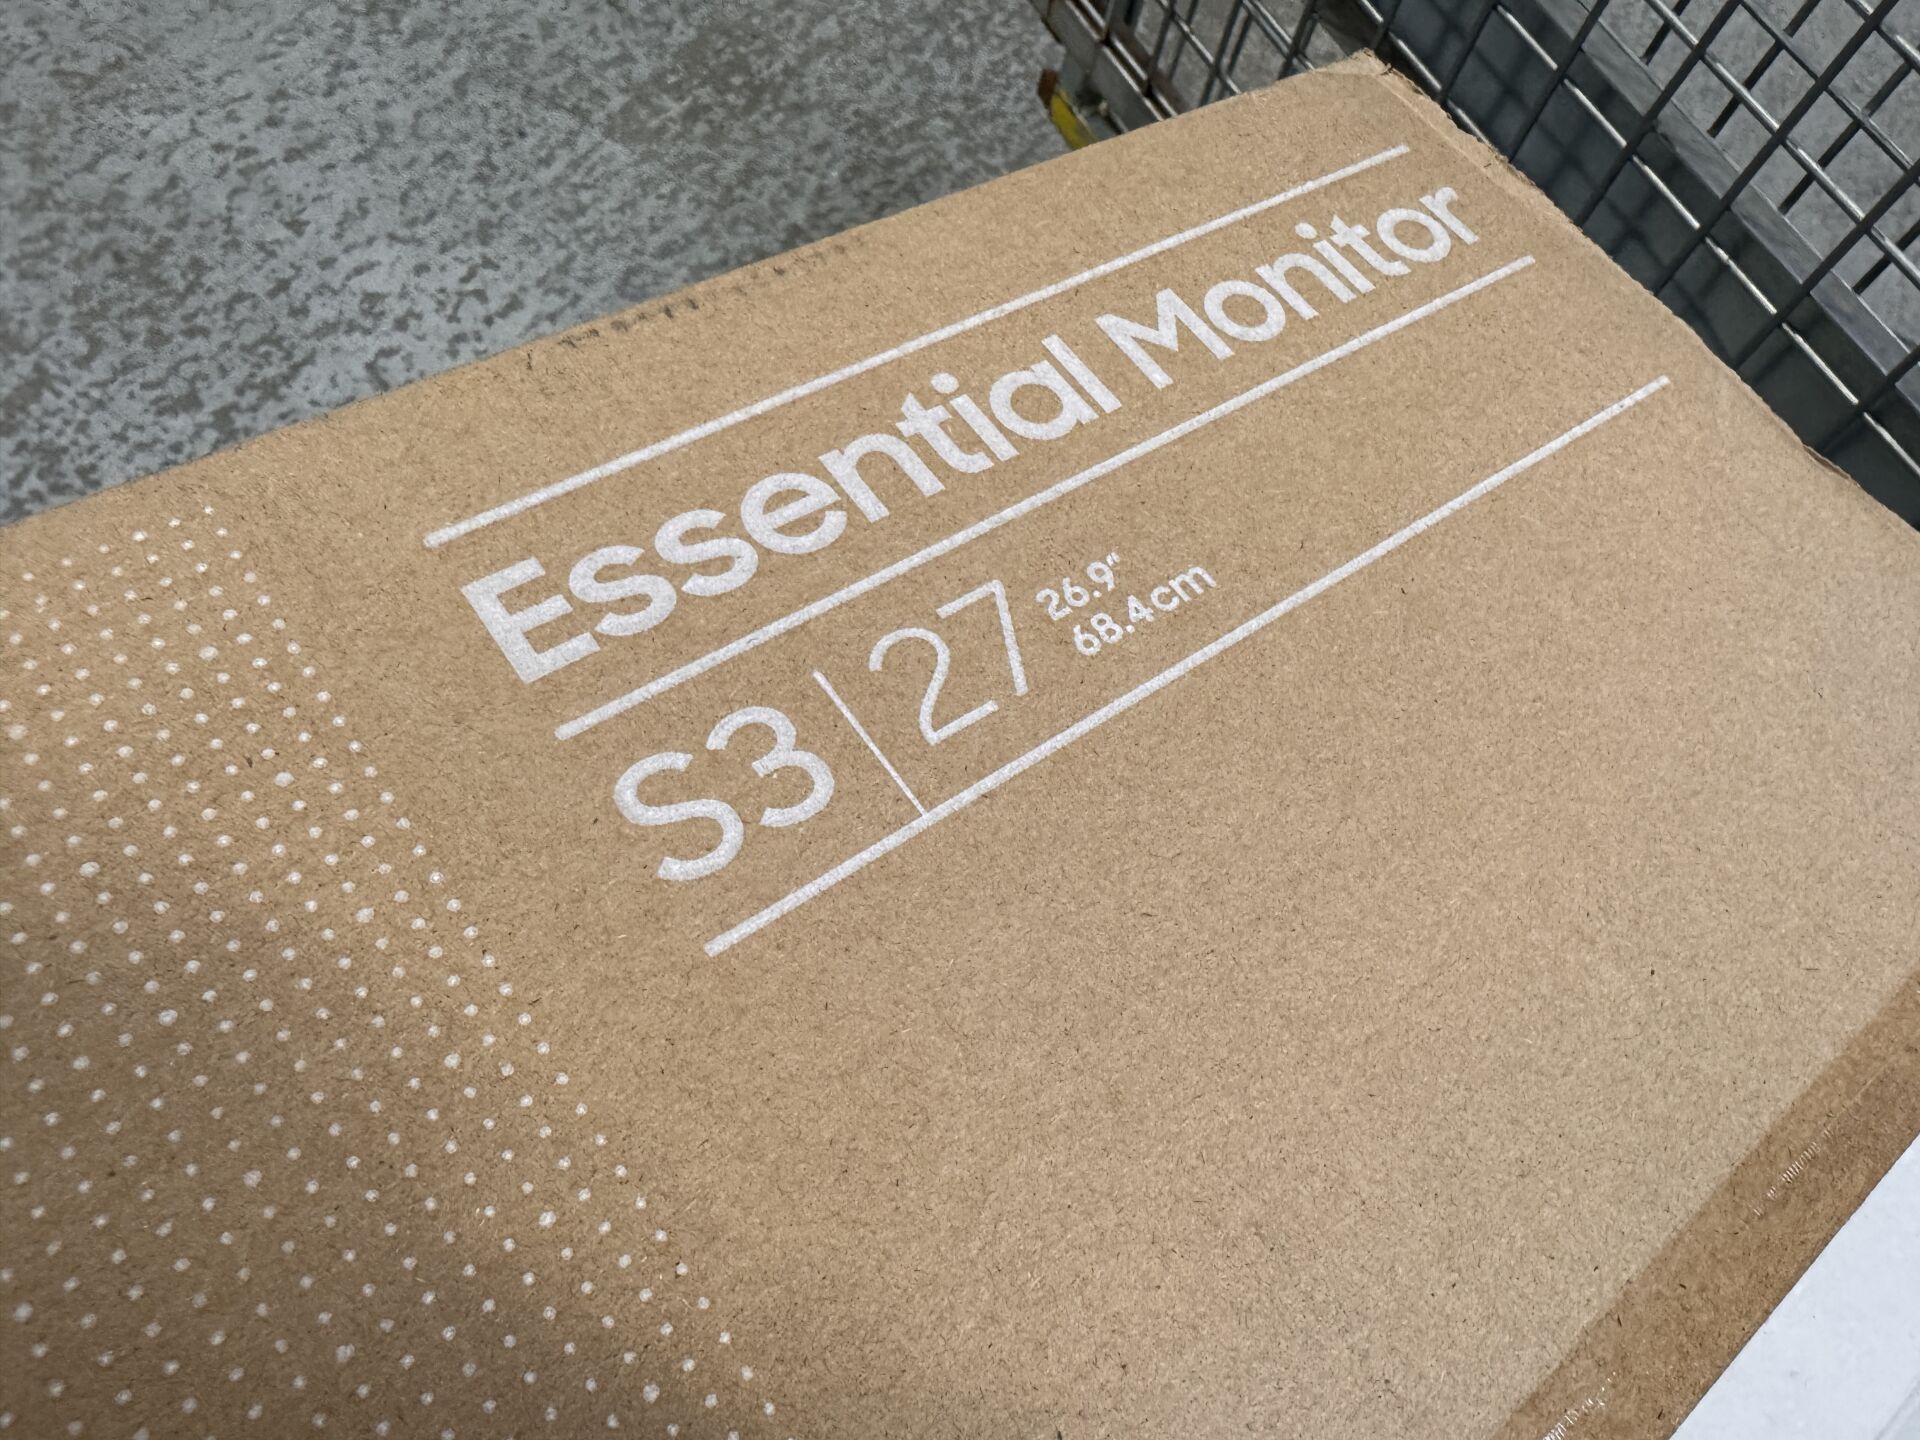 Essential Monitor
S3 | 27 26.9"
68.4cm